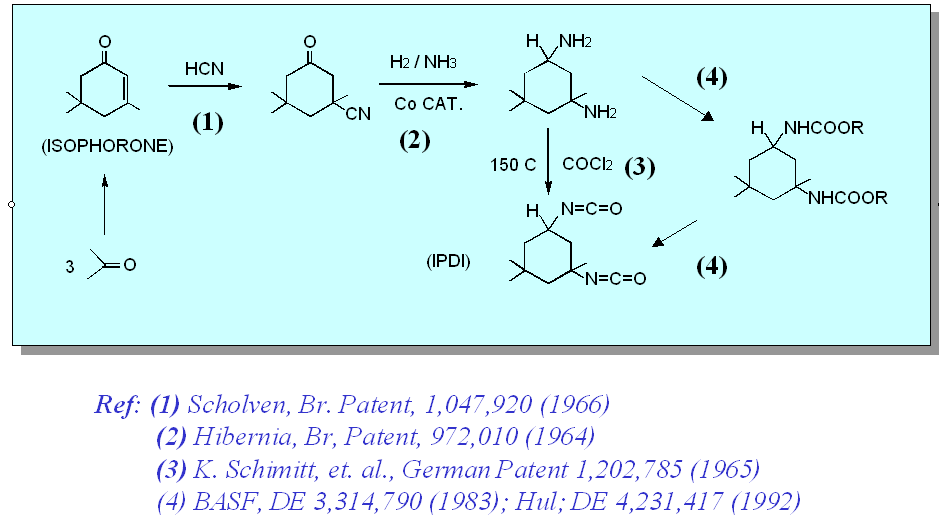 O
HCN
(1)
(ISOPHORONE)
3
O
O
CN
H2 / NH3
Co CAT.
(2)
H NH2
NH2
(4)
150 C COCl2 (3)
H NHCOOR
NHCOOR
H N=C=O
(IPDI)
N=C=O
(4)
Ref: (1) Scholven, Br. Patent, 1,047,920 (1966)
(2) Hibernia, Br, Patent, 972,010 (1964)
(3) K. Schimitt, et. al., German Patent 1,202,785 (1965)
(4) BASF, DE 3,314,790 (1983); Hul; DE 4,231,417 (1992)